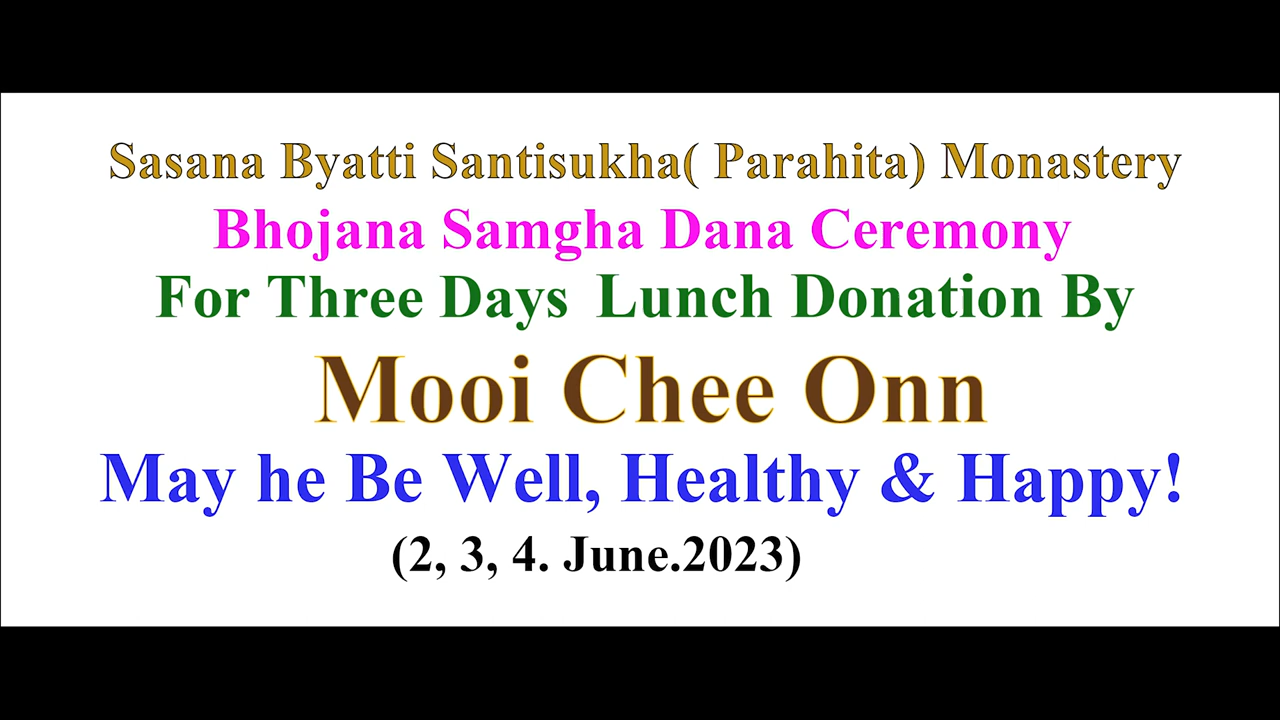 Sasana Byatti Santisukha( Parahita) Monastery
Bhojana Samgha Dana Ceremony
For Three Days Lunch Donation By
Mooi Chee Onn
May he Be Well, Healthy & Happy!
(2, 3, 4. June.2023)